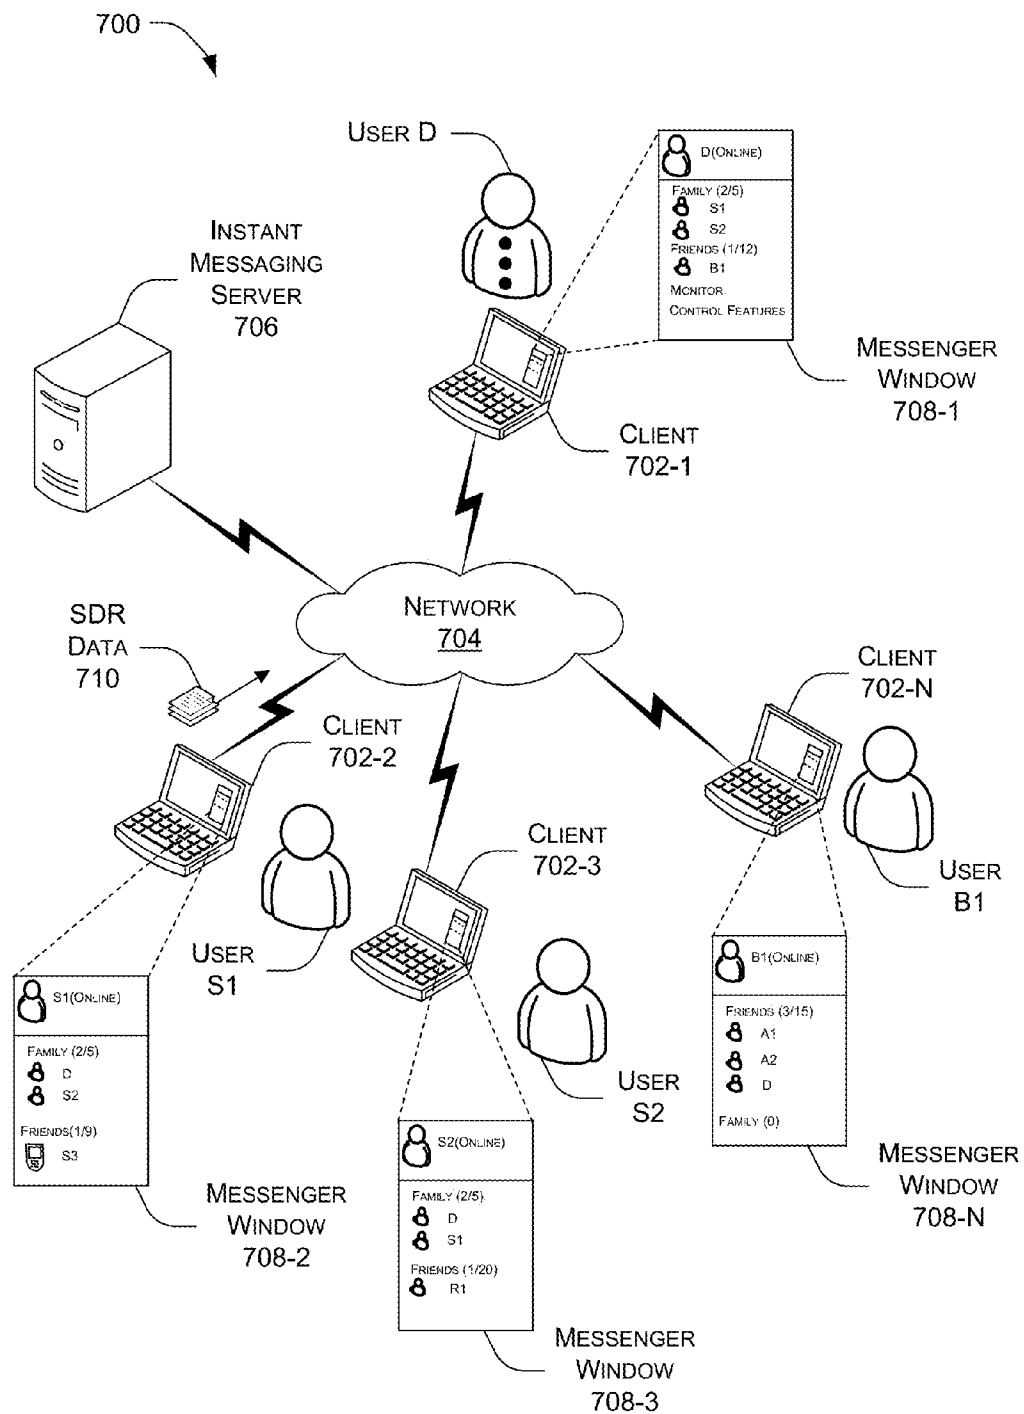 700
USER D
D(ONLINE)
FAMILY (2/5)
S1
S2
FRIENDS (1/12)
B1
MONITOR
CONTROL FEATURES
MESSENGER
WINDOW
708-1
INSTANT
MESSAGING
SERVER
706
CLIENT
702-1
NETWORK
704
SDR
DATA
710
CLIENT
702-2
CLIENT
702-N
CLIENT
702-3
USER
B1
USER
S1
USER
S2
S1(ONLINE)
FAMILY (2/5)
D
S2
FRIENDS(1/9)
S3
MESSENGER
WINDOW
708-2
S2(ONLINE)
FAMILY (2/5)
D
S1
FRIENDS (1/20)
R1
MESSENGER
WINDOW
708-3
B1(ONLINE)
FRIENDS (3/15)
A1
A2
D
FAMILY (0)
MESSENGER
WINDOW
708-N